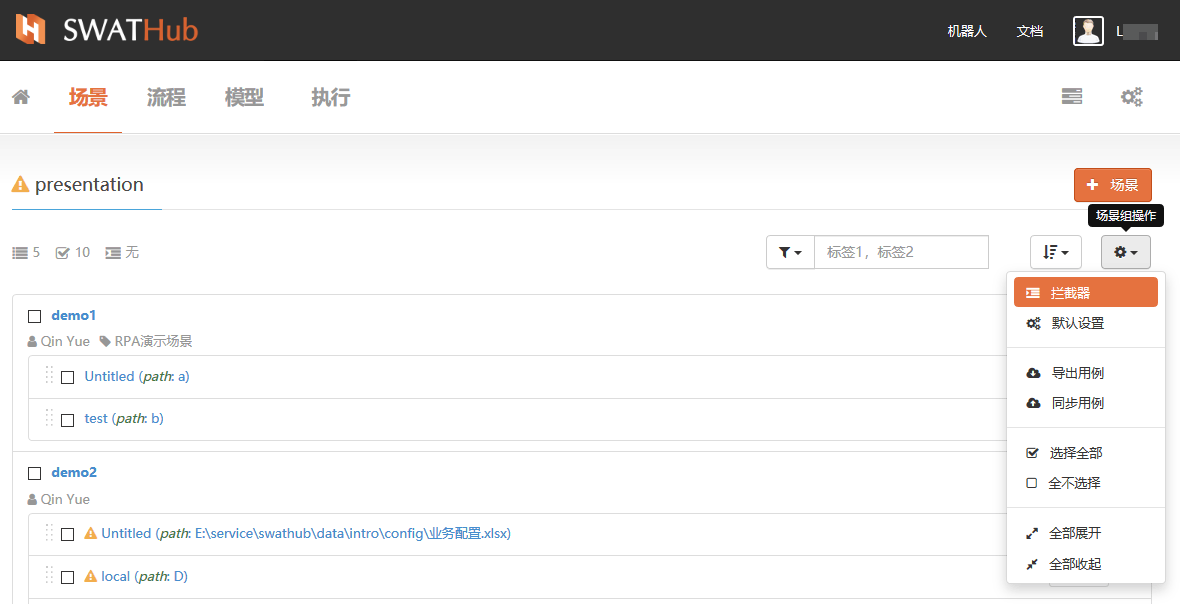 SWATHub
机器人 文档 L
场景 流程 模型 执行
presentation
+ 场景
场景组操作
5 10 无
标签1，标签2
拦截器
默认设置
导出用例
同步用例
选择全部
全不选择
全部展开
全部收起
demo1
Qin Yue RPA演示场景
Untitled (path: a)
test (path: b)
demo2
Qin Yue
Untitled (path: E:\service\swathub\data\intro\config\业务配置.xlsx)
local (path: D)